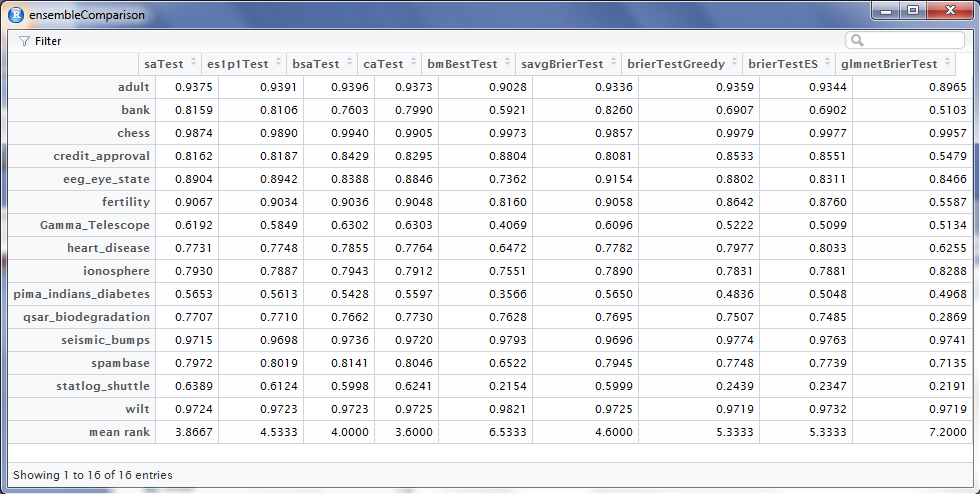 R ensembleComparison
Filter
saTest es1p1Test bsaTest caTest bmBestTest savgBrierTest brierTestGreedy brierTestES glmnetBrierTest
adult 0.9375 0.9391 0.9396 0.9373 0.9028 0.9336 0.9359 0.9344 0.8965
bank 0.8159 0.8106 0.7603 0.7990 0.5921 0.8260 0.6907 0.6902 0.5103
chess 0.9874 0.9890 0.9940 0.9905 0.9973 0.9857 0.9979 0.9977 0.9957
credit_approval 0.8162 0.8187 0.8429 0.8295 0.8804 0.8081 0.8533 0.8551 0.5479
eeg_eye_state 0.8904 0.8942 0.8388 0.8846 0.7362 0.9154 0.8802 0.8311 0.8466
fertility 0.9067 0.9034 0.9036 0.9048 0.8160 0.9058 0.8642 0.8760 0.5587
Gamma_Telescope 0.6192 0.5849 0.6302 0.6303 0.4069 0.6096 0.5222 0.5099 0.5134
heart_disease 0.7731 0.7748 0.7855 0.7764 0.6472 0.7782 0.7977 0.8033 0.6255
ionosphere 0.7930 0.7887 0.7943 0.7912 0.7551 0.7890 0.7831 0.7881 0.8288
pima_indians_diabetes 0.5653 0.5613 0.5428 0.5597 0.3566 0.5650 0.4836 0.5048 0.4968
qsar_biodegradation 0.7707 0.7710 0.7662 0.7730 0.7628 0.7695 0.7507 0.7485 0.2869
seismic_bumps 0.9715 0.9698 0.9736 0.9720 0.9793 0.9696 0.9774 0.9763 0.9741
spambase 0.7972 0.8019 0.8141 0.8046 0.6522 0.7945 0.7748 0.7739 0.7135
statlog_shuttle 0.6389 0.6124 0.5998 0.6241 0.2154 0.5999 0.2439 0.2347 0.2191
wilt 0.9724 0.9723 0.9723 0.9725 0.9821 0.9725 0.9719 0.9732 0.9719
mean rank 3.8667 4.5333 4.0000 3.6000 6.5333 4.6000 5.3333 5.3333 7.2000
Showing 1 to 16 of 16 entries